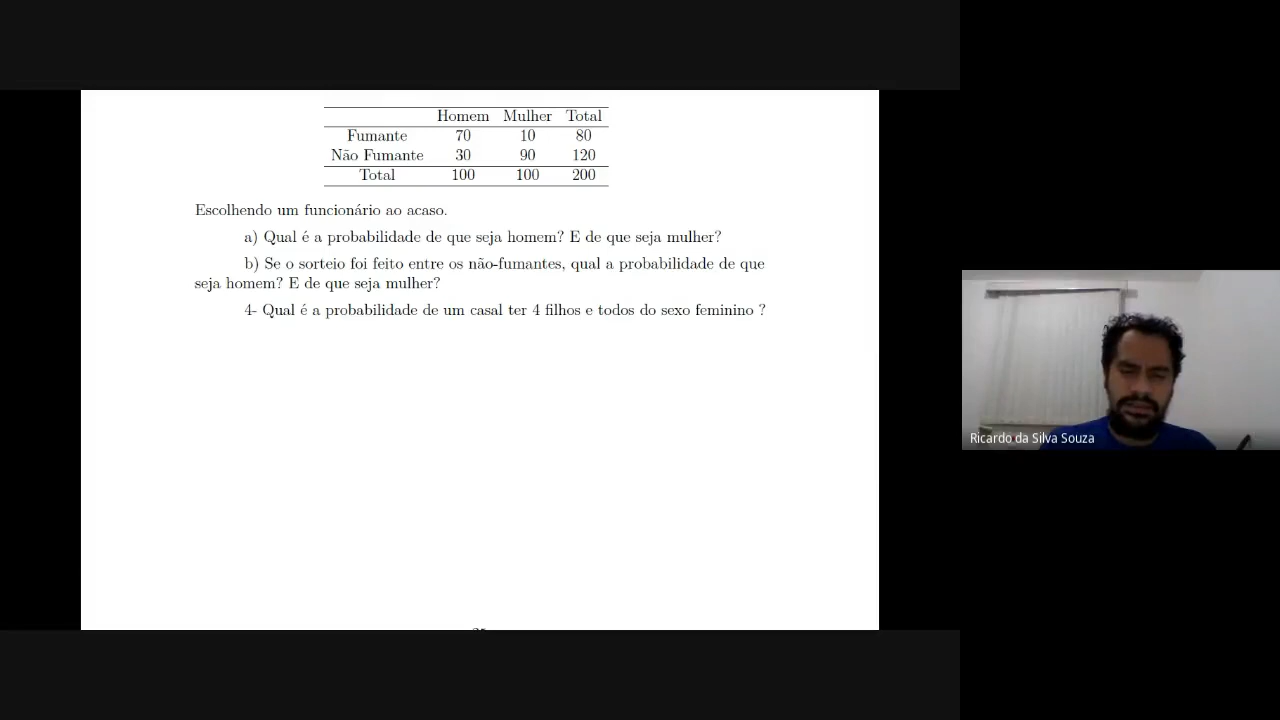 Homem Mulher Total
Fumante 70 10 80
Não Fumante 30 90 120
Total 100 100 200
Escolhendo um funcionário ao acaso.
a) Qual é a probabilidade de que seja homem? E de que seja mulher?
b) Se o sorteio foi feito entre os não-fumantes, qual a probabilidade de que
seja homem? E de que seja mulher?
4- Qual é a probabilidade de um casal ter 4 filhos e todos do sexo feminino ?
Ricardo da Silva Souza